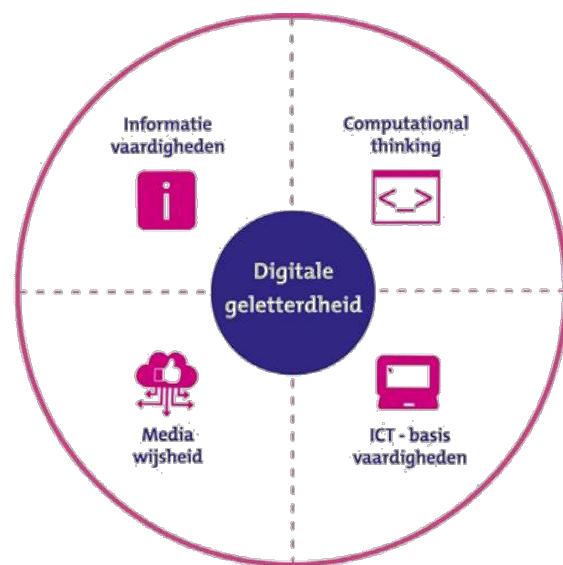 Informatie
vaardigheden
i
Computational
thinking
<_>
Digitale
geletterdheid
Media
wijsheid
ICT - basis
vaardigheden